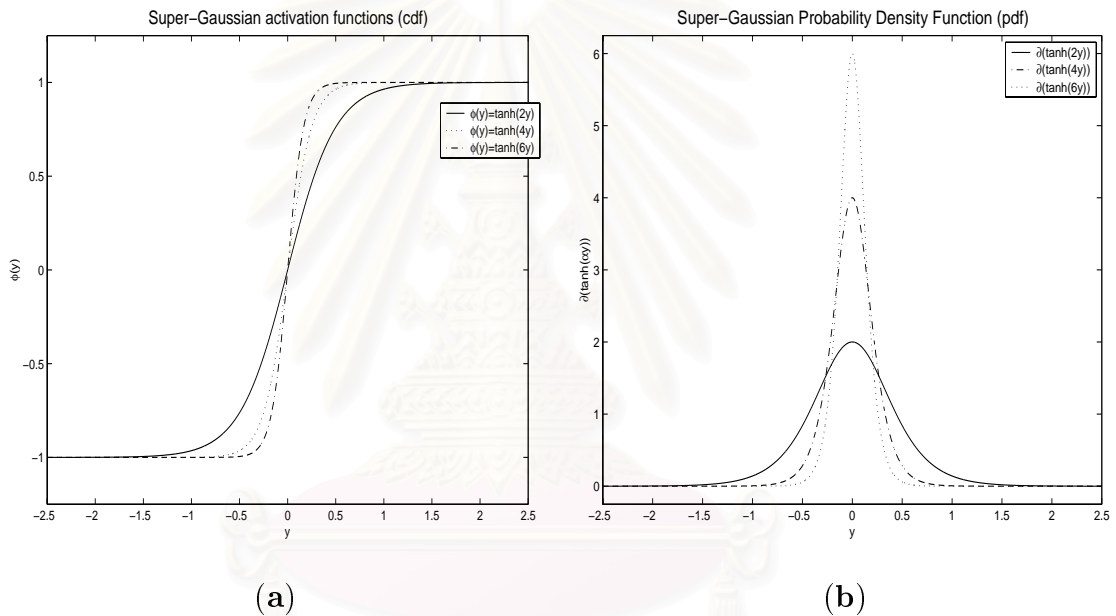 Super−Gaussian activation functions (cdf)
1
0.5
0
−0.5
−1
ϕ(y)
ϕ(y)=tanh(2y)
ϕ(y)=tanh(4y)
ϕ(y)=tanh(6y)
−2.5 −2 −1.5 −1 −0.5 0 0.5 1 1.5 2 2.5
y
(a)
Super−Gaussian Probability Density Function (pdf)
6
5
4
3
2
1
0
∂(tanh(αy))
∂(tanh(2y))
∂(tanh(4y))
∂(tanh(6y))
−2.5 −2 −1.5 −1 −0.5 0 0.5 1 1.5 2 2.5
y
(b)